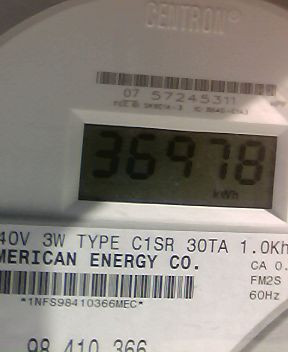 CENTRON®
07 57245311
36978
kWh
40V 3W TYPE C1SR 30TA 1.0Kh
MERICAN ENERGY CO.
CA 0.
FM2S
*1NFS98410366MEC*
60Hz
98 410 366